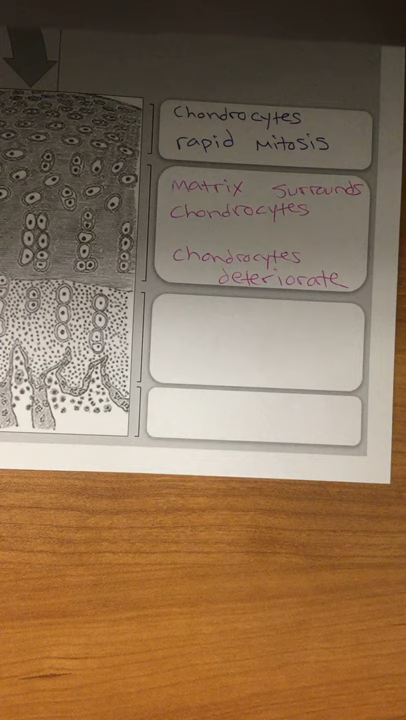 Chondrocytes
rapid mitosis
Matrix surrounds
Chondrocytes
Chondrocytes
deteriorate